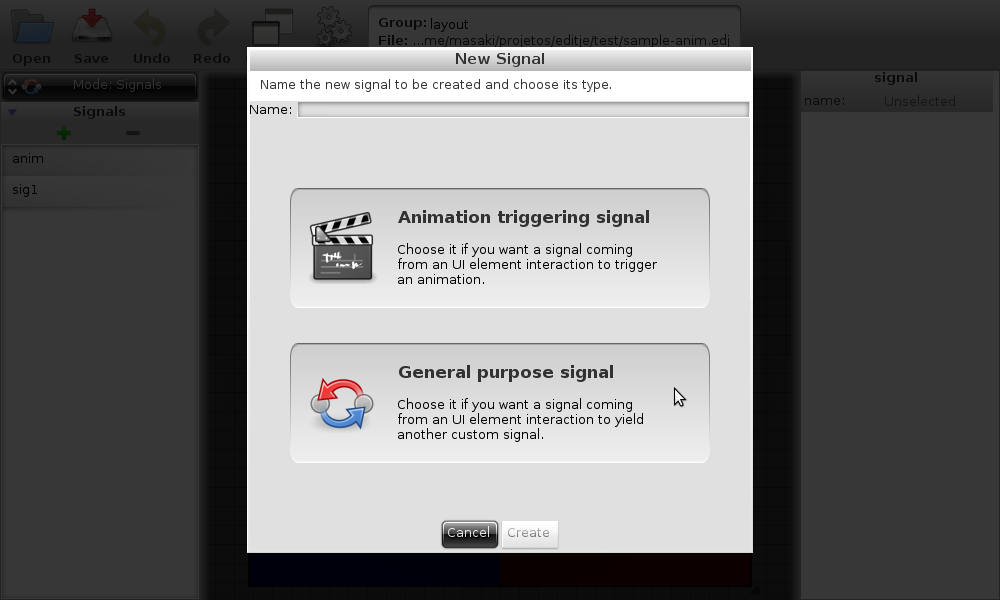 Group: layout
File: ...me/masaki/projetos/editje/test/sample-anim.edj
Open Save Undo Redo
New Signal
Name the new signal to be created and choose its type.
Name:
Mode: Signals
Signals
anim
sig1
signal
name: Unselected
Animation triggering signal
Choose it if you want a signal coming
from an UI element interaction to trigger
an animation.
General purpose signal
Choose it if you want a signal coming
from an UI element interaction to yield
another custom signal.
Cancel Create